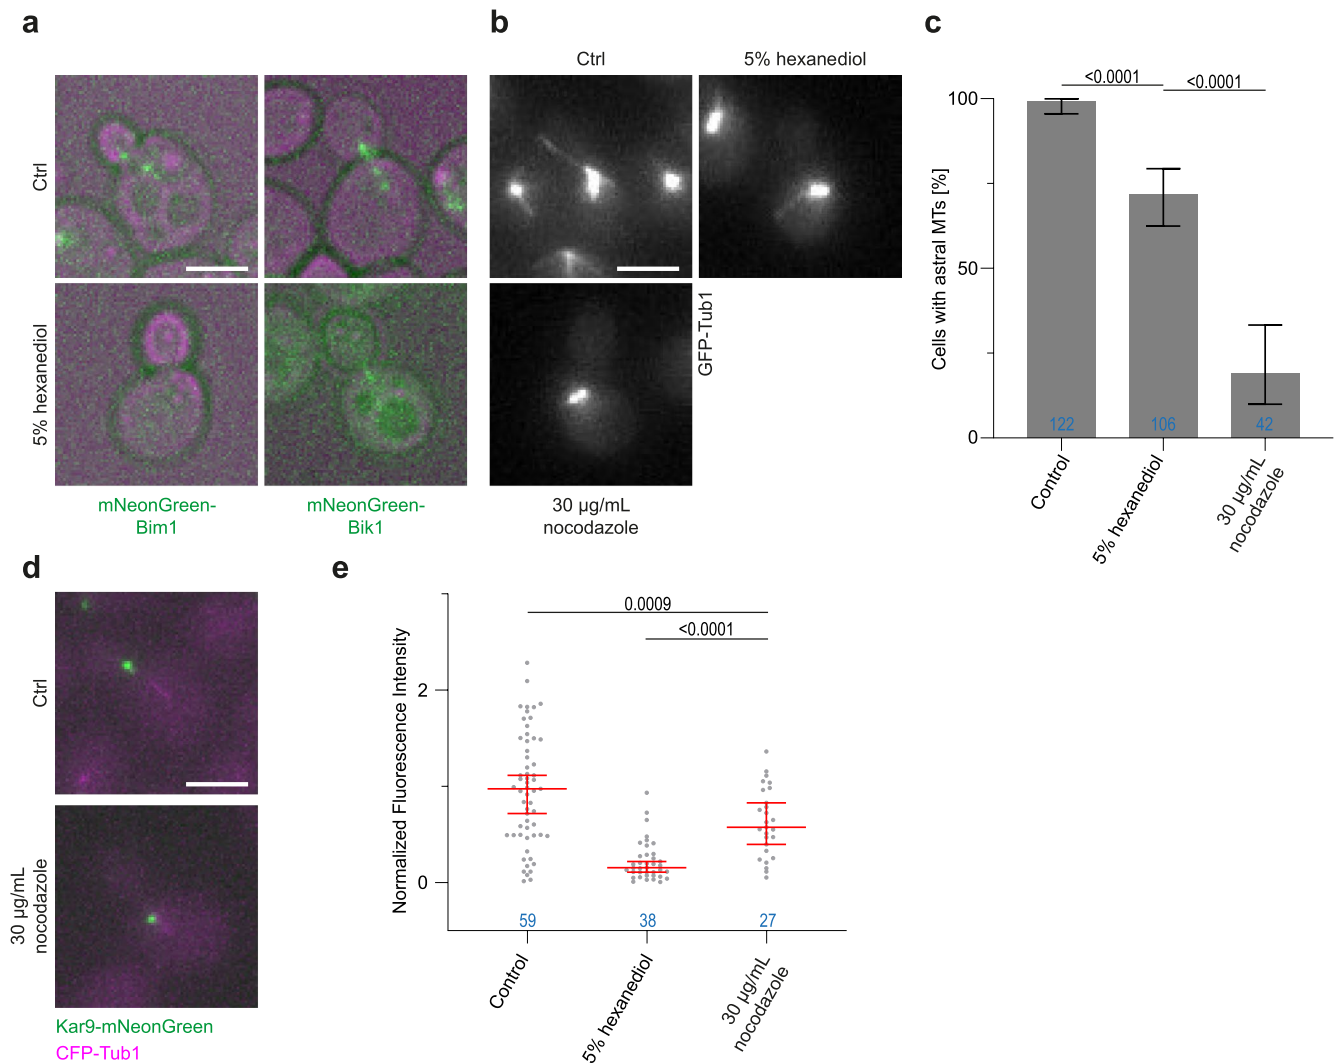 a
b
c
Ctrl
5% hexanediol
mNeonGreen-
Bim1
mNeonGreen-
Bik1
Ctrl
5% hexanediol
GFP-Tub1
30 µg/mL
nocodazole
<0.0001
<0.0001
Cells with astral MTs [%]
100
50
0
122
106
42
Control
5% hexanediol
30 µg/mL
nocodazole
d
e
Ctrl
30 µg/mL
nocodazole
Kar9-mNeonGreen
CFP-Tub1
0.0009
<0.0001
Normalized Fluorescence Intensity
2
0
59
38
27
Control
5% hexanediol
30 µg/mL
nocodazole